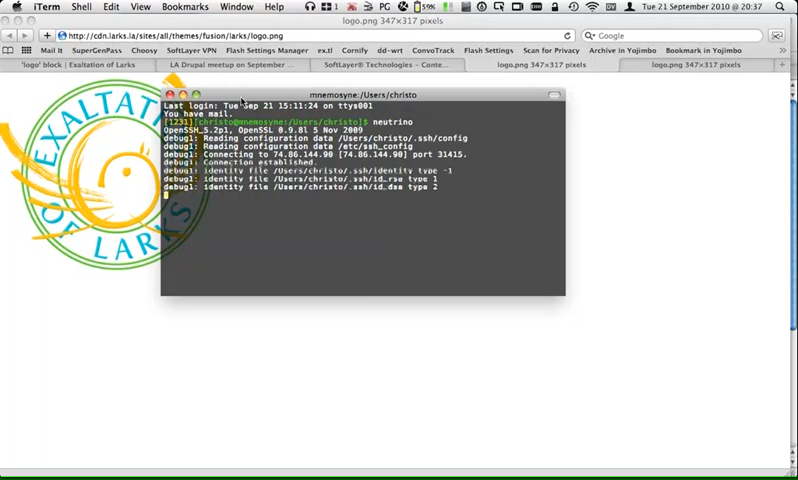 iTerm Shell Edit View Bookmarks Window Help
PG 59% Tue 21 September 2010 @ 20:37
logo.png 347×317 pixels
http://cdn.larks.la/sites/all/themes/fusion/larks/logo.png
Google
Mail It SuperGenPass Choosy SoftLayer VPN Flash Settings Manager ex.tl Cornify dd-wrt ConvoTrack Flash Settings Scan for Privacy Archive in Yojimbo Bookmark in Yojimbo
'logo' block | Exaltation of Larks LA Drupal meetup on September ... SoftLayer® Technologies - Conte... logo.png 347×317 pixels logo.png 347×317 pixels
EXALTAT
OF LARKS
mnemosyne:/Users/christo
Last login: Tue Sep 21 15:11:24 on ttys001
You have mail.
[1231][christo@mnemosyne:/Users/christo]$ neutrino
OpenSSH_5.2p1, OpenSSL 0.9.8l 5 Nov 2009
debug1: Reading configuration data /Users/christo/.ssh/config
debug1: Reading configuration data /etc/ssh_config
debug1: Connecting to 74.86.144.90 [74.86.144.90] port 31415.
debug1: Connection established.
debug1: identity file /Users/christo/.ssh/identity type -1
debug1: identity file /Users/christo/.ssh/id_rsa type 1
debug1: identity file /Users/christo/.ssh/id_dsa type 2